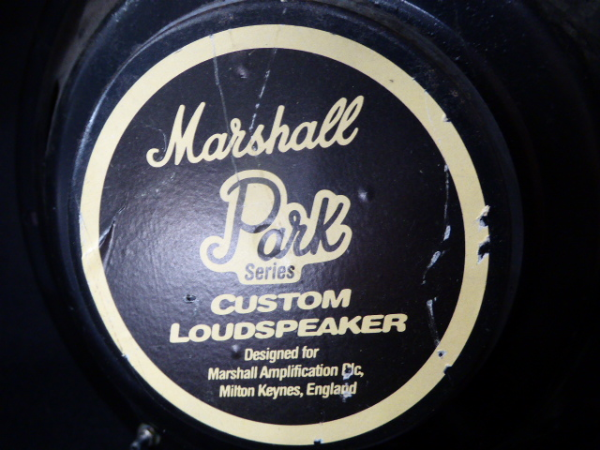 Marshall
Park
Series
CUSTOM
LOUDSPEAKER
Designed for
Marshall Amplification Plc,
Milton Keynes, England